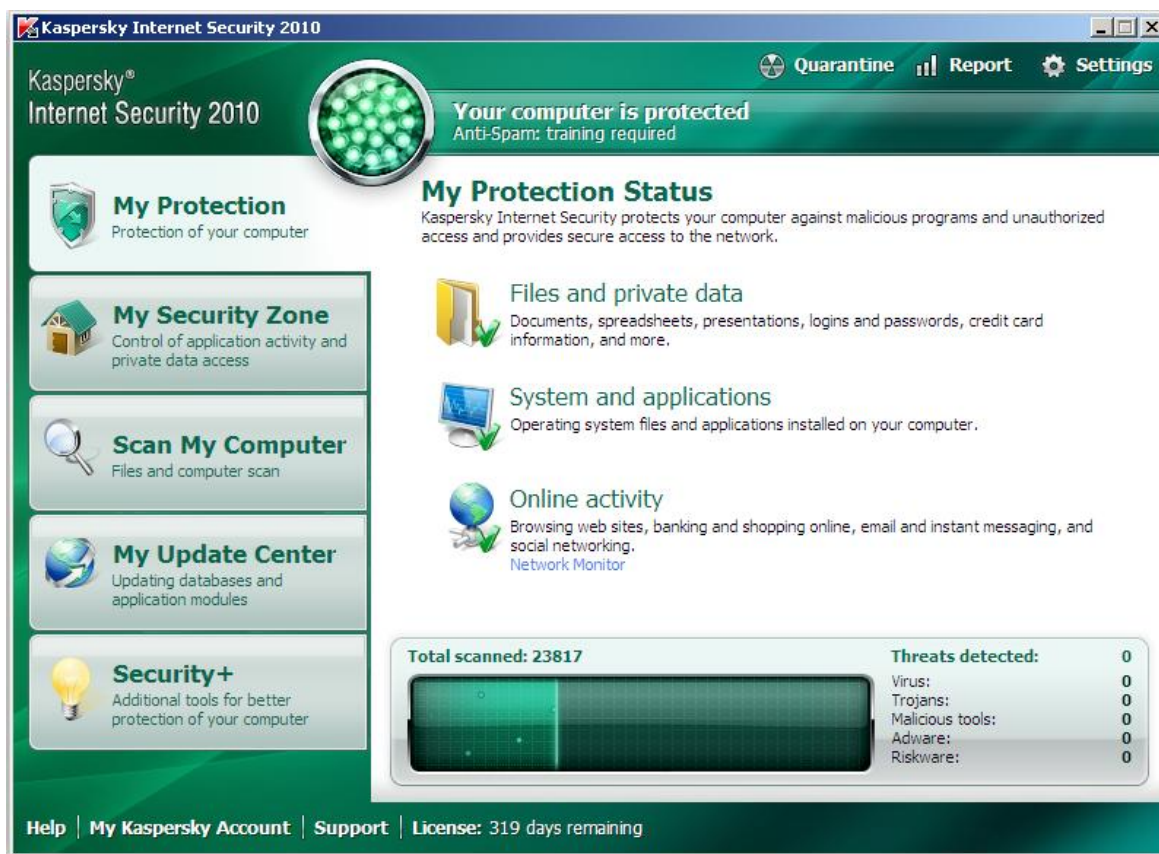 Kaspersky Internet Security 2010
Kaspersky®
Internet Security 2010
Quarantine Report Settings
Your computer is protected
Anti-Spam: training required
My Protection
Protection of your computer
My Security Zone
Control of application activity and
private data access
Scan My Computer
Files and computer scan
My Update Center
Updating databases and
application modules
Security+
Additional tools for better
protection of your computer
My Protection Status
Kaspersky Internet Security protects your computer against malicious programs and unauthorized
access and provides secure access to the network.
Files and private data
Documents, spreadsheets, presentations, logins and passwords, credit card
information, and more.
System and applications
Operating system files and applications installed on your computer.
Online activity
Browsing web sites, banking and shopping online, email and instant messaging, and
social networking.
Network Monitor
Total scanned: 23817
Threats detected: 0
Virus: 0
Trojans: 0
Malicious tools: 0
Adware: 0
Riskware: 0
Help | My Kaspersky Account | Support | License: 319 days remaining